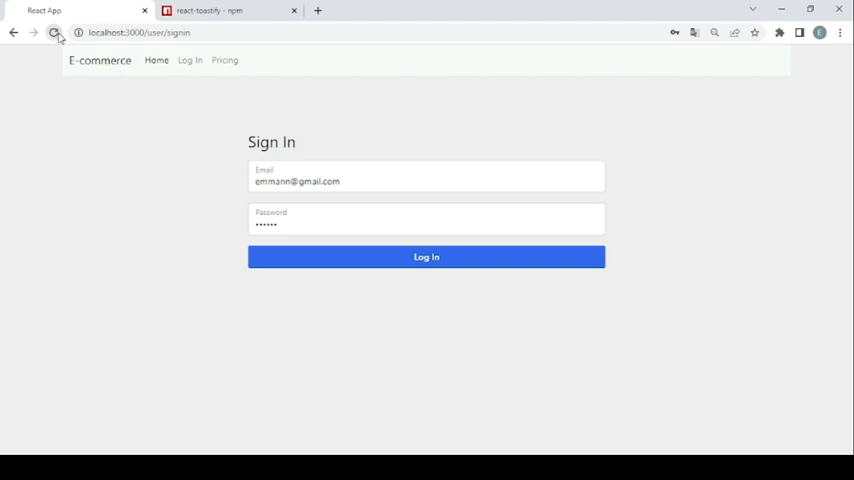 React App
react-toastify - npm
localhost:3000/user/signin
E
E-commerce Home Log In Pricing
Sign In
Email
emmann@gmail.com
Password
••••••
Log In